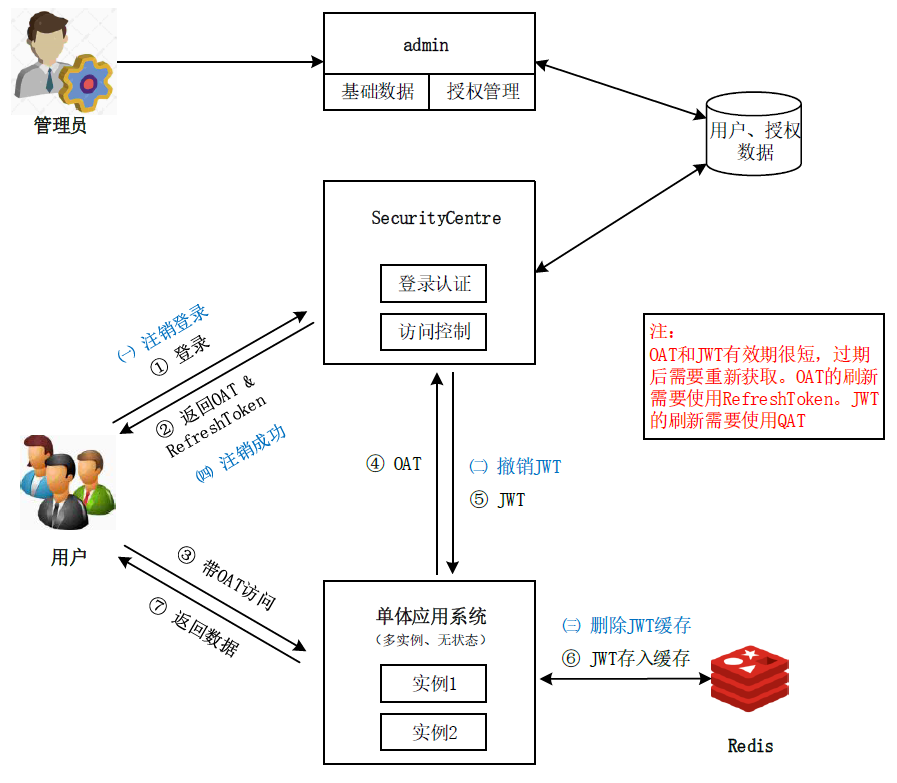 admin
基础数据
授权管理
管理员
用户、授权
数据
SecurityCentre
登录认证
访问控制
㈠ 注销登录
① 登录
② 返回OAT &
RefreshToken
㈣ 注销成功
注:
OAT和JWT有效期很短，过期
后需要重新获取。OAT的刷新
需要使用RefreshToken。JWT
的刷新需要使用QAT
④ OAT
㈡ 撤销JWT
⑤ JWT
用户
③ 带OAT访问
⑦ 返回数据
单体应用系统
（多实例、无状态）
实例1
实例2
㈢ 删除JWT缓存
⑥ JWT存入缓存
Redis